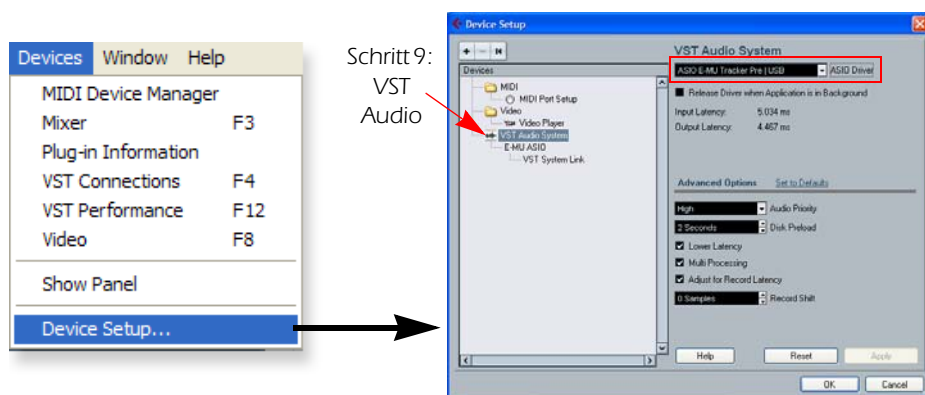 Devices Window Help
MIDI Device Manager
Mixer F3
Plug-in Information
VST Connections F4
VST Performance F12
Video F8
Show Panel
Device Setup...
Schritt 9:
VST
Audio
Device Setup
Devices
MIDI
MIDI Port Setup
Video
Video Player
VST Audio System
E-MU ASIO
VST System Link
VST Audio System
ASIO E-MU Tracker Pre | USB ASIO Driver
Release Driver when Application is in Background
Input Latency: 5.034 ms
Output Latency: 4.467 ms
Advanced Options Set to Defaults
High Audio Priority
2 Seconds Disk Preload
Lower Latency
Multi Processing
Adjust for Record Latency
0 Samples Record Shift
Help Reset Apply
OK Cancel